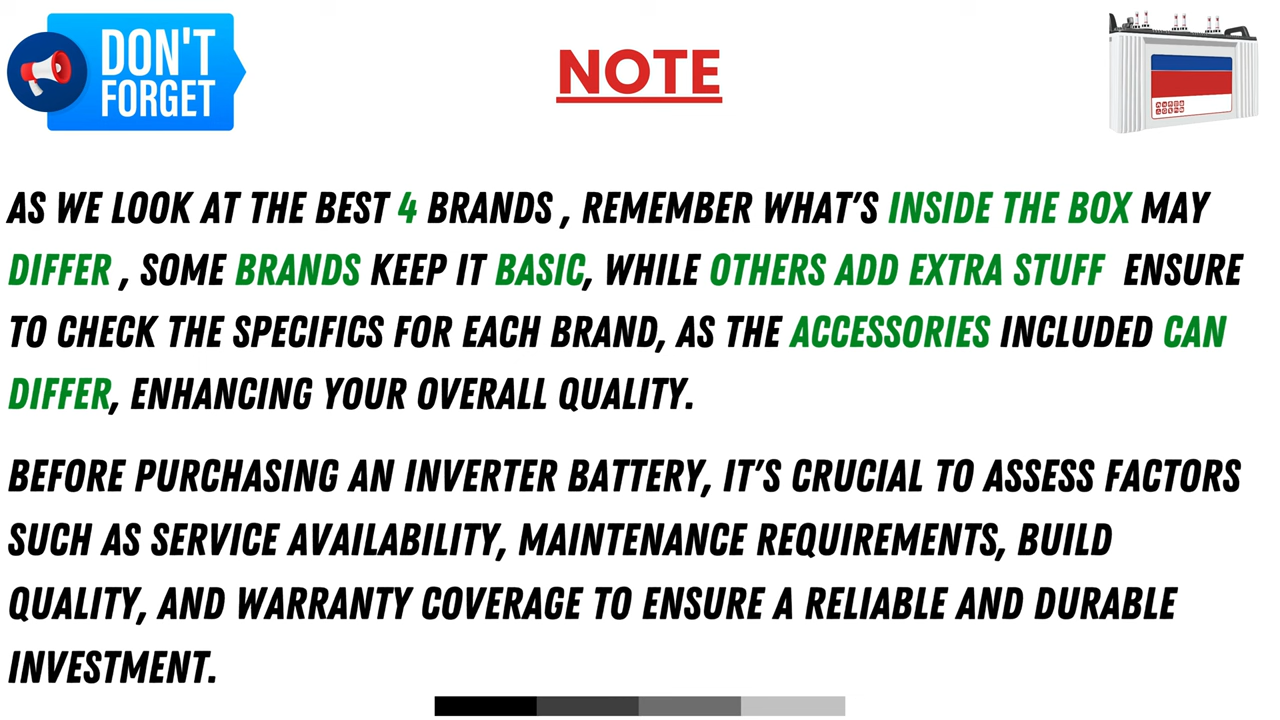 DON'T
FORGET
NOTE
AS WE LOOK AT THE BEST 4 BRANDS , REMEMBER WHAT'S INSIDE THE BOX MAY
DIFFER , SOME BRANDS KEEP IT BASIC, WHILE OTHERS ADD EXTRA STUFF ENSURE
TO CHECK THE SPECIFICS FOR EACH BRAND, AS THE ACCESSORIES INCLUDED CAN
DIFFER, ENHANCING YOUR OVERALL QUALITY.
BEFORE PURCHASING AN INVERTER BATTERY, IT'S CRUCIAL TO ASSESS FACTORS
SUCH AS SERVICE AVAILABILITY, MAINTENANCE REQUIREMENTS, BUILD
QUALITY, AND WARRANTY COVERAGE TO ENSURE A RELIABLE AND DURABLE
INVESTMENT.